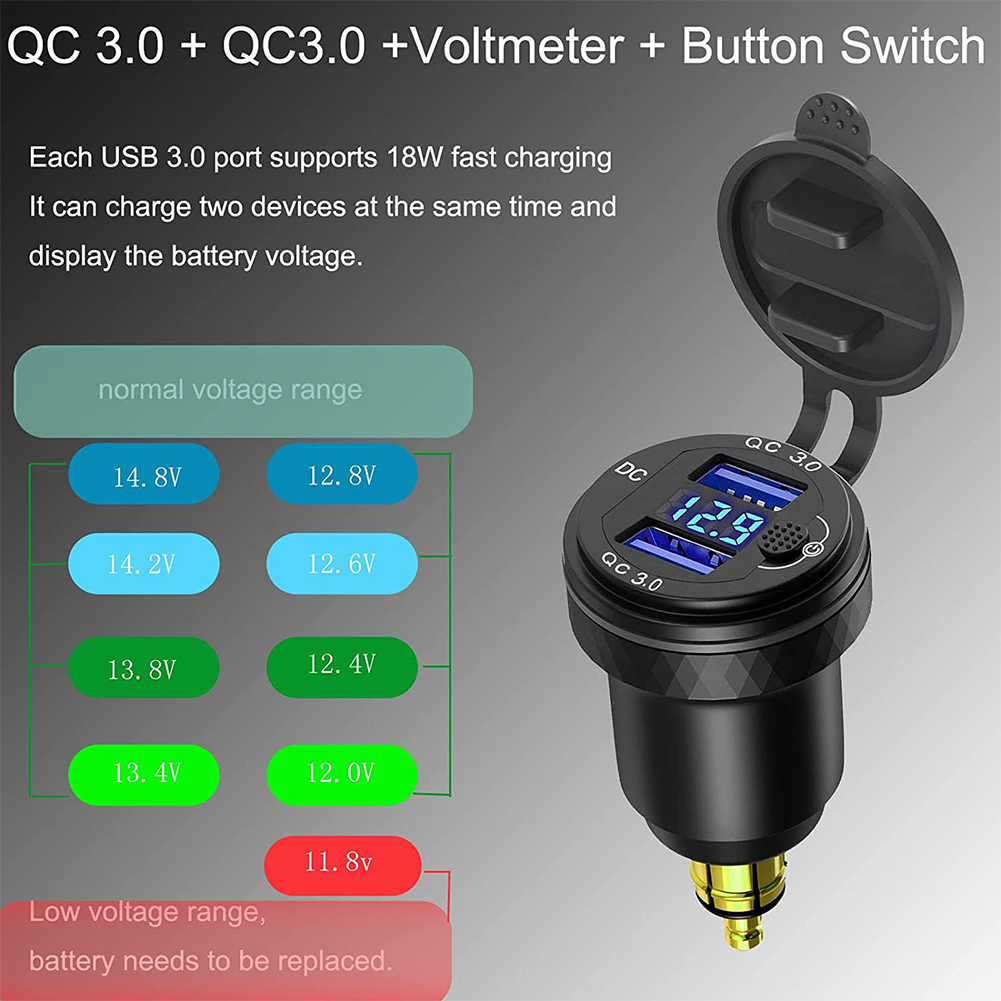 QC 3.0 + QC3.0 +Voltmeter + Button Switch
Each USB 3.0 port supports 18W fast charging
It can charge two devices at the same time and
display the battery voltage.
normal voltage range
14.8V 12.8V
14.2V 12.6V
13.8V 12.4V
13.4V 12.0V
11.8v
Low voltage range,
battery needs to be replaced.
QC 3.0
DC
12.9
QC 3.0